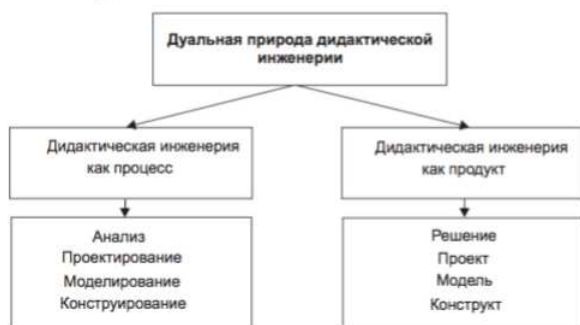 Дуальная природа дидактической
инженерии
Дидактическая инженерия
как процесс
Дидактическая инженерия
как продукт
Анализ
Проектирование
Моделирование
Конструирование
Решение
Проект
Модель
Конструкт